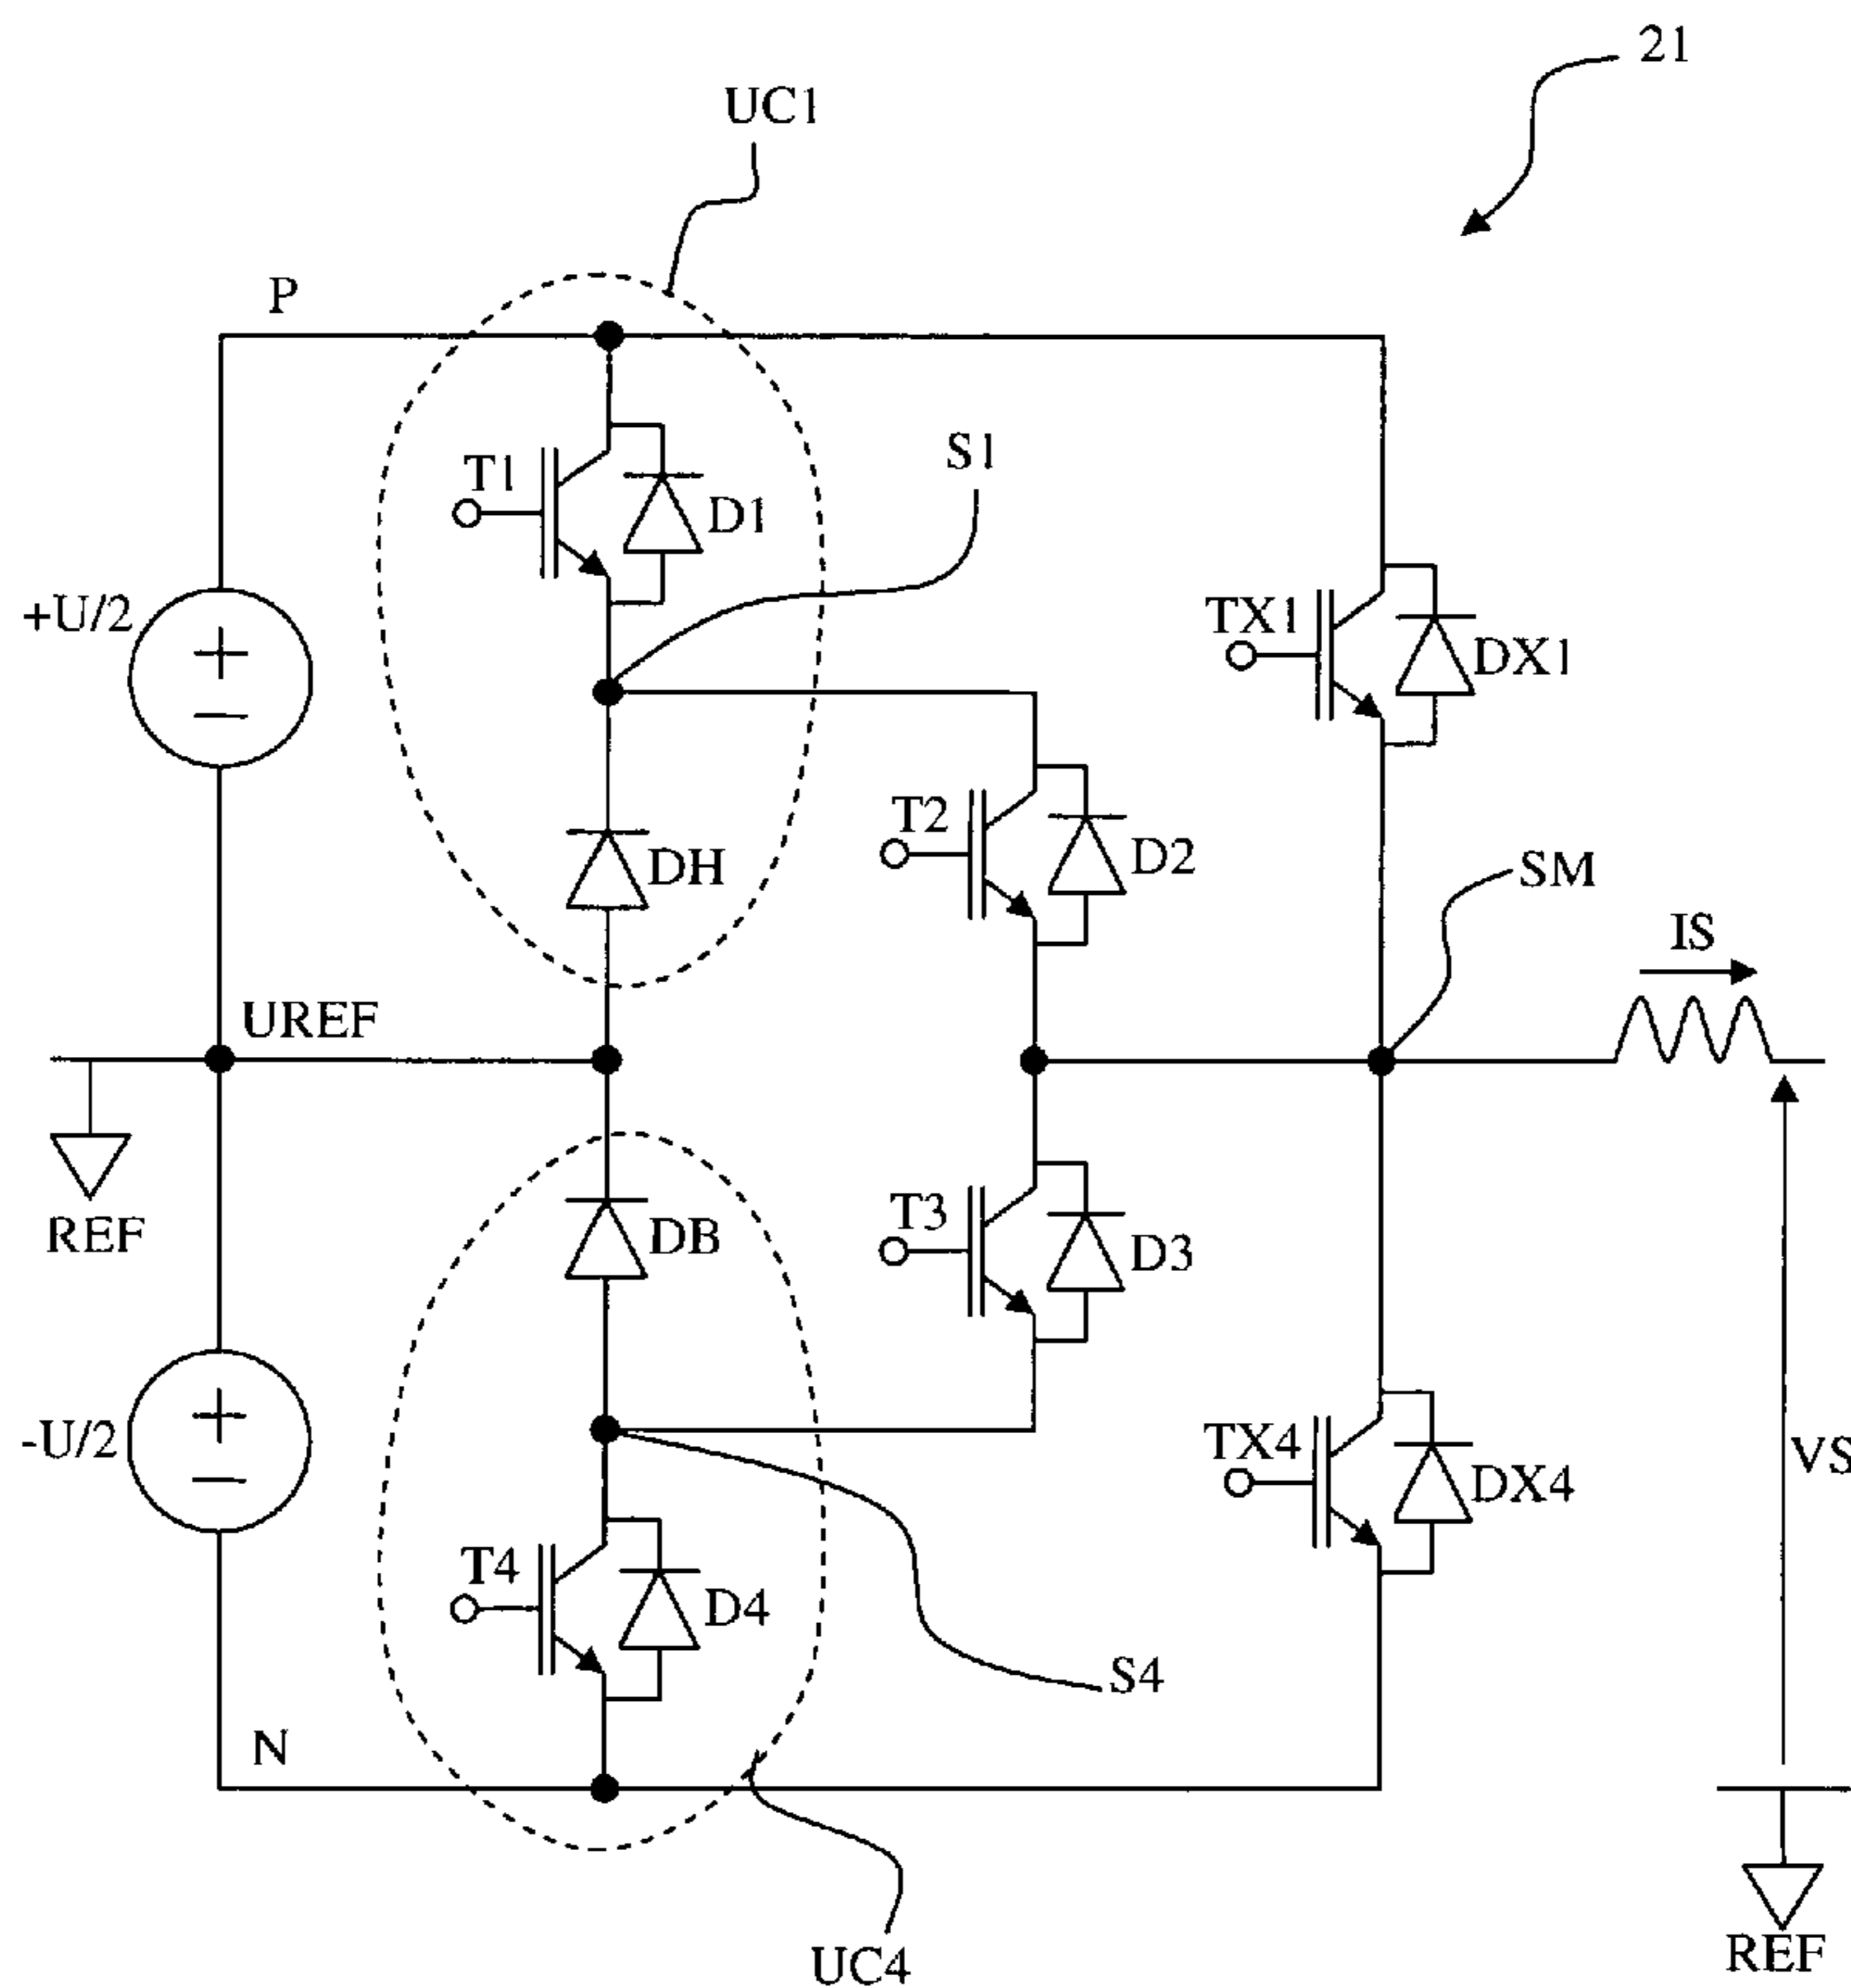 21
UC1
P
S1
T1
D1
+U/2
TX1
DX1
T2
D2
DH
SM
IS
UREF
REF
DB
T3
D3
-U/2
TX4
DX4
VS
T4
D4
S4
N
UC4
REF